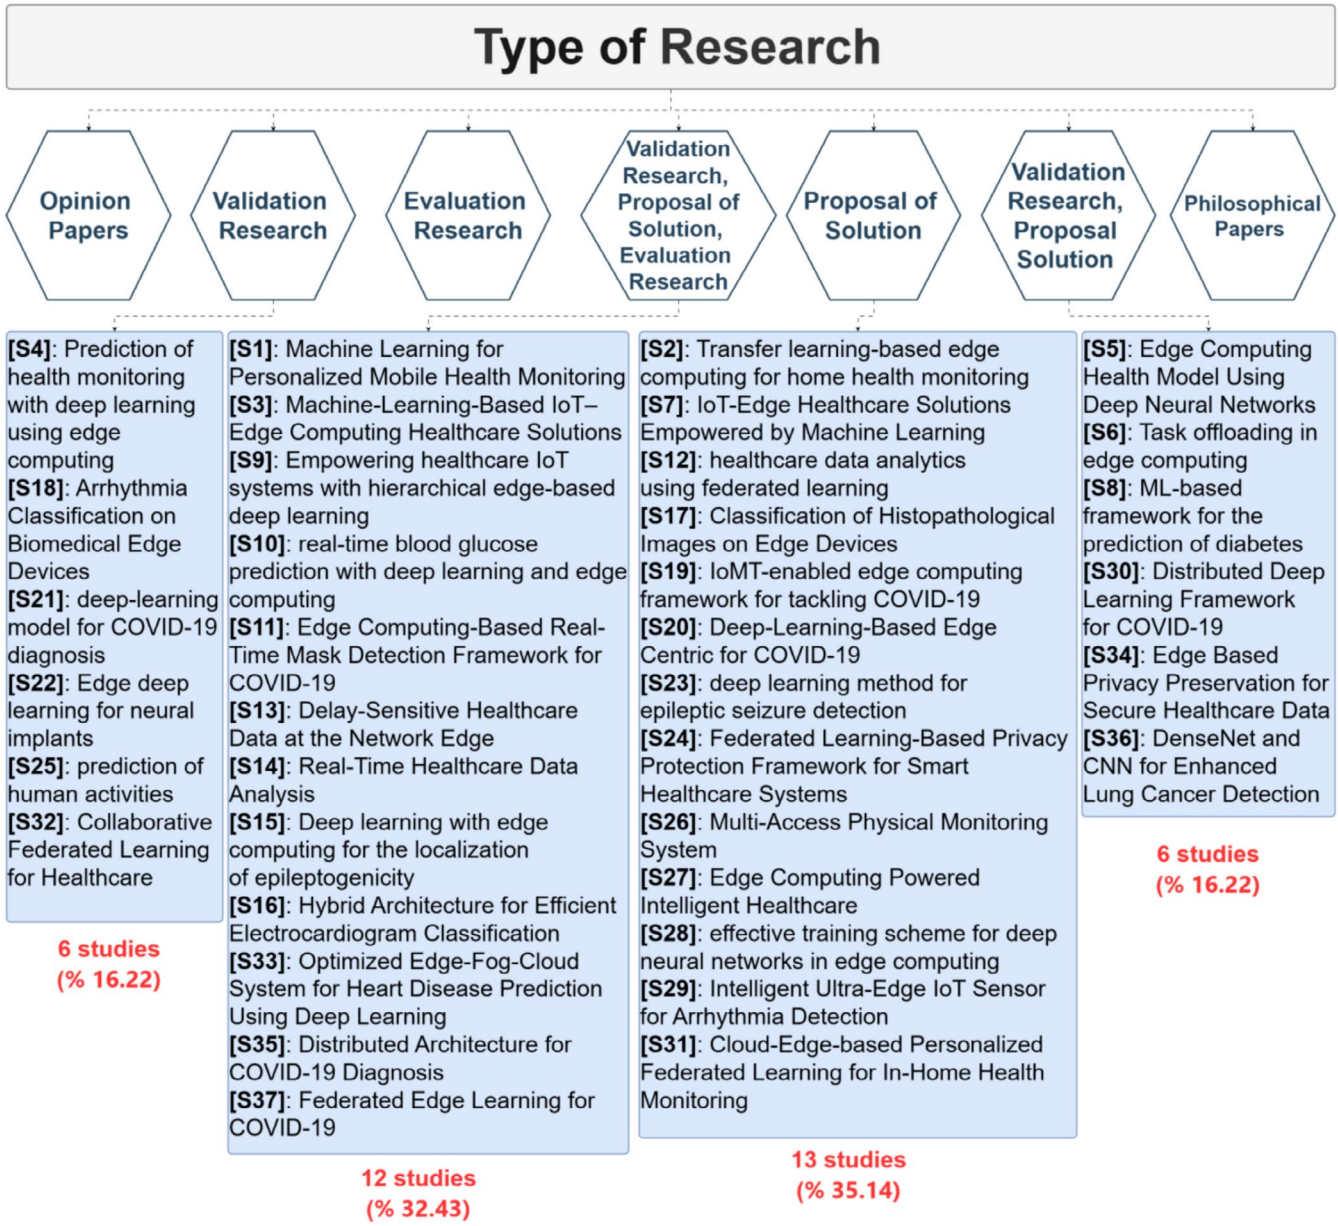 Type of Research
Opinion
Papers
Validation
Research
Evaluation
Research
Validation
Research,
Proposal of
Solution,
Evaluation
Research
Proposal of
Solution
Validation
Research,
Proposal
Solution
Philosophical
Papers
[S4]: Prediction of
health monitoring
with deep learning
using edge
computing
[S18]: Arrhythmia
Classification on
Biomedical Edge
Devices
[S21]: deep-learning
model for COVID-19
diagnosis
[S22]: Edge deep
learning for neural
implants
[S25]: prediction of
human activities
[S32]: Collaborative
Federated Learning
for Healthcare
6 studies
(% 16.22)
[S1]: Machine Learning for
Personalized Mobile Health Monitoring
[S3]: Machine-Learning-Based IoT–
Edge Computing Healthcare Solutions
[S9]: Empowering healthcare IoT
systems with hierarchical edge-based
deep learning
[S10]: real-time blood glucose
prediction with deep learning and edge
computing
[S11]: Edge Computing-Based Real-
Time Mask Detection Framework for
COVID-19
[S13]: Delay-Sensitive Healthcare
Data at the Network Edge
[S14]: Real-Time Healthcare Data
Analysis
[S15]: Deep learning with edge
computing for the localization
of epileptogenicity
[S16]: Hybrid Architecture for Efficient
Electrocardiogram Classification
[S33]: Optimized Edge-Fog-Cloud
System for Heart Disease Prediction
Using Deep Learning
[S35]: Distributed Architecture for
COVID-19 Diagnosis
[S37]: Federated Edge Learning for
COVID-19
12 studies
(% 32.43)
[S2]: Transfer learning-based edge
computing for home health monitoring
[S7]: IoT-Edge Healthcare Solutions
Empowered by Machine Learning
[S12]: healthcare data analytics
using federated learning
[S17]: Classification of Histopathological
Images on Edge Devices
[S19]: IoMT-enabled edge computing
framework for tackling COVID-19
[S20]: Deep-Learning-Based Edge
Centric for COVID-19
[S23]: deep learning method for
epileptic seizure detection
[S24]: Federated Learning-Based Privacy
Protection Framework for Smart
Healthcare Systems
[S26]: Multi-Access Physical Monitoring
System
[S27]: Edge Computing Powered
Intelligent Healthcare
[S28]: effective training scheme for deep
neural networks in edge computing
[S29]: Intelligent Ultra-Edge IoT Sensor
for Arrhythmia Detection
[S31]: Cloud-Edge-based Personalized
Federated Learning for In-Home Health
Monitoring
13 studies
(% 35.14)
[S5]: Edge Computing
Health Model Using
Deep Neural Networks
[S6]: Task offloading in
edge computing
[S8]: ML-based
framework for the
prediction of diabetes
[S30]: Distributed Deep
Learning Framework
for COVID-19
[S34]: Edge Based
Privacy Preservation for
Secure Healthcare Data
[S36]: DenseNet and
CNN for Enhanced
Lung Cancer Detection
6 studies
(% 16.22)